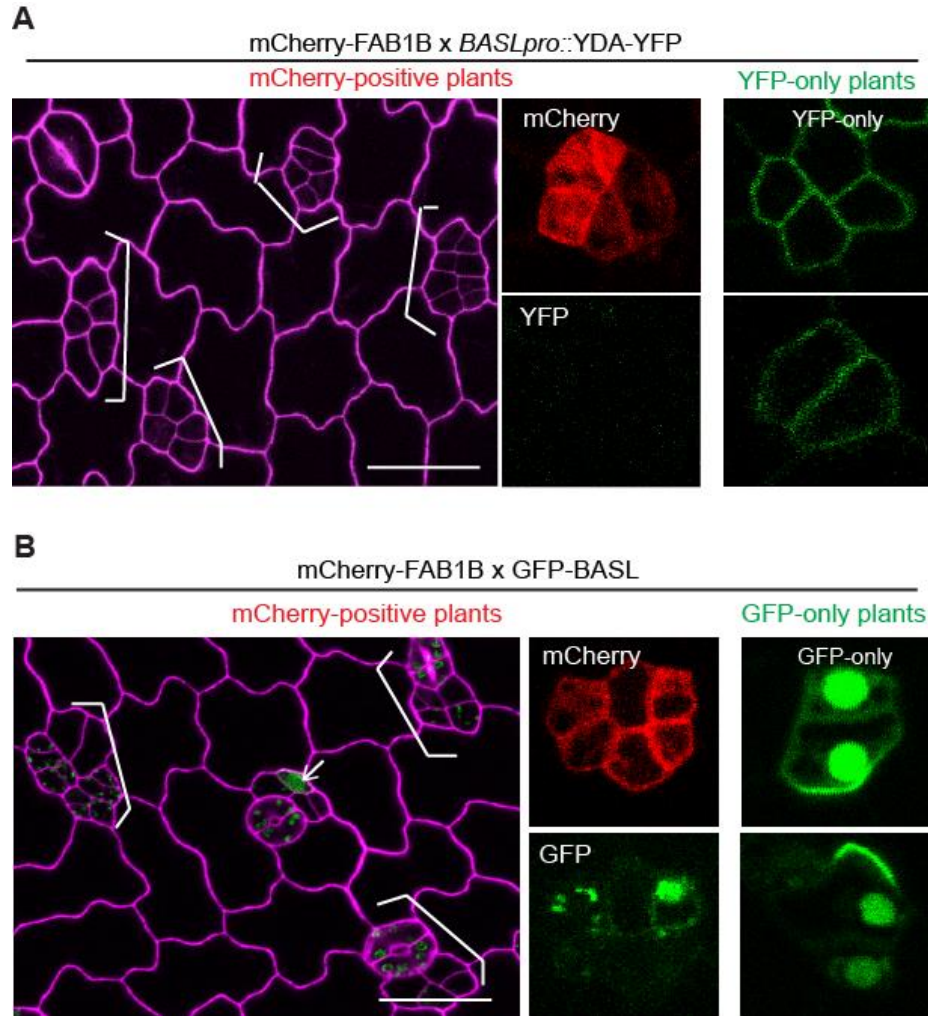 A
mCherry-FAB1B x BASLpro::YDA-YFP
mCherry-positive plants
YFP-only plants
mCherry
YFP-only
YFP
B
mCherry-FAB1B x GFP-BASL
mCherry-positive plants
GFP-only plants
mCherry
GFP-only
GFP